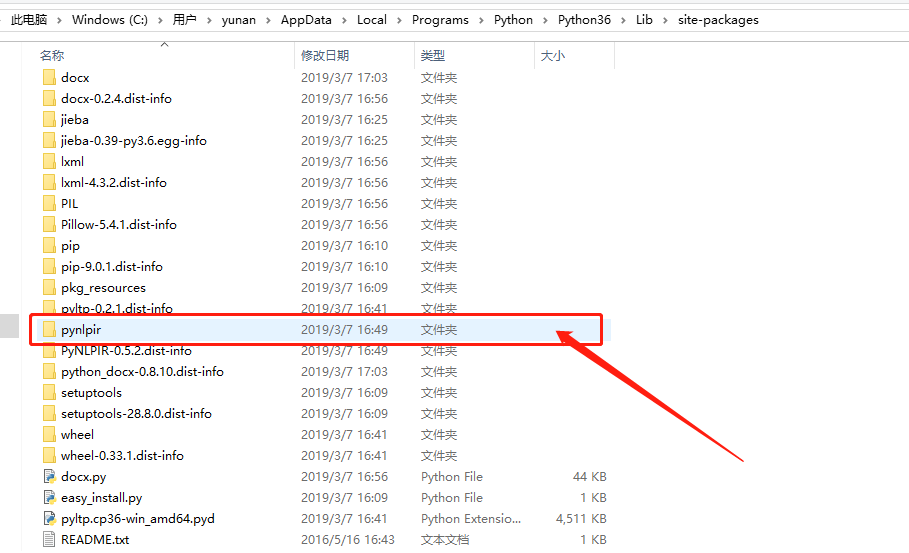 此电脑 > Windows (C:) > 用户 > yunan > AppData > Local > Programs > Python > Python36 > Lib > site-packages
名称 修改日期 类型 大小
docx 2019/3/7 17:03 文件夹
docx-0.2.4.dist-info 2019/3/7 16:56 文件夹
jieba 2019/3/7 16:25 文件夹
jieba-0.39-py3.6.egg-info 2019/3/7 16:25 文件夹
lxml 2019/3/7 16:56 文件夹
lxml-4.3.2.dist-info 2019/3/7 16:56 文件夹
PIL 2019/3/7 16:56 文件夹
Pillow-5.4.1.dist-info 2019/3/7 16:56 文件夹
pip 2019/3/7 16:10 文件夹
pip-9.0.1.dist-info 2019/3/7 16:10 文件夹
pkg_resources 2019/3/7 16:09 文件夹
pyltp-0.2.1.dist-info 2019/3/7 16:41 文件夹
pynlpir 2019/3/7 16:49 文件夹
PyNLPIR-0.5.2.dist-info 2019/3/7 16:49 文件夹
python_docx-0.8.10.dist-info 2019/3/7 17:03 文件夹
setuptools 2019/3/7 16:09 文件夹
setuptools-28.8.0.dist-info 2019/3/7 16:09 文件夹
wheel 2019/3/7 16:41 文件夹
wheel-0.33.1.dist-info 2019/3/7 16:41 文件夹
docx.py 2019/3/7 16:56 Python File 44 KB
easy_install.py 2019/3/7 16:09 Python File 1 KB
pyltp.cp36-win_amd64.pyd 2019/3/7 16:41 Python Extensio... 4,511 KB
README.txt 2016/5/16 16:43 文本文档 1 KB